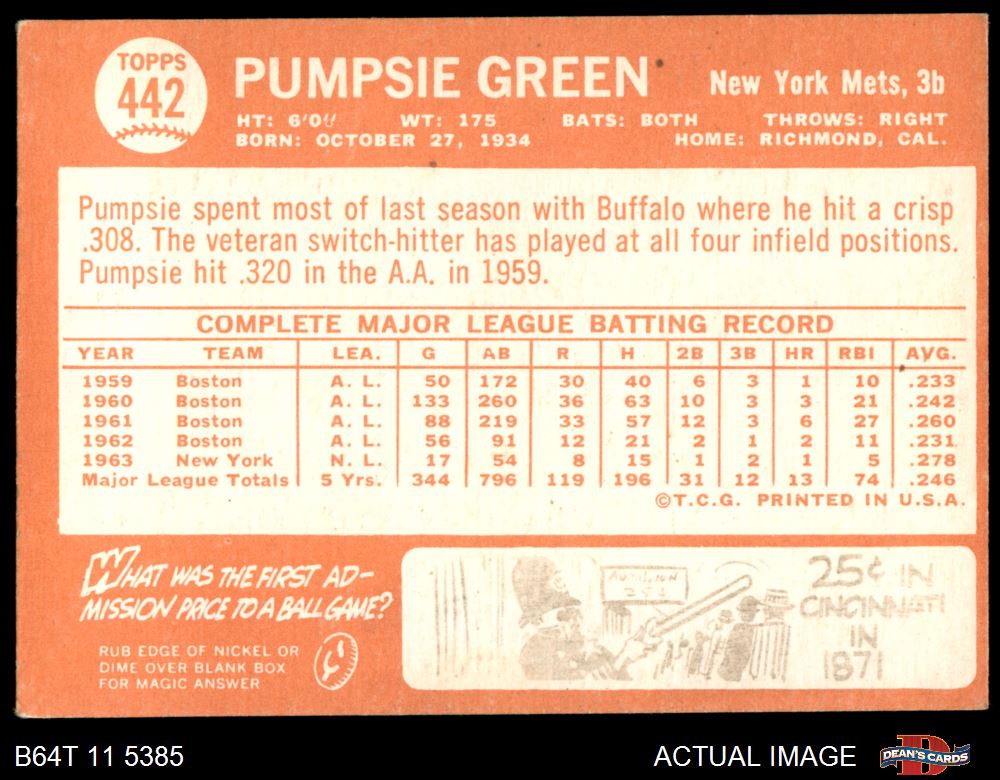 TOPPS
442
PUMPSIE GREEN
New York Mets, 3b
HT: 6'0" WT: 175 BATS: BOTH THROWS: RIGHT
BORN: OCTOBER 27, 1934 HOME: RICHMOND, CAL.
Pumpsie spent most of last season with Buffalo where he hit a crisp
.308. The veteran switch-hitter has played at all four infield positions.
Pumpsie hit .320 in the A.A. in 1959.
COMPLETE MAJOR LEAGUE BATTING RECORD
YEAR TEAM LEA. G AB R H 2B 3B HR RBI AVG.
1959 Boston A. L. 50 172 30 40 6 3 1 10 .233
1960 Boston A. L. 133 260 36 63 10 3 3 21 .242
1961 Boston A. L. 88 219 33 57 12 3 6 27 .260
1962 Boston A. L. 56 91 12 21 2 1 2 11 .231
1963 New York N. L. 17 54 8 15 1 2 1 5 .278
Major League Totals 5 Yrs. 344 796 119 196 31 12 13 74 .246
©T.C.G. PRINTED IN U.S.A.
WHAT WAS THE FIRST AD-
MISSION PRICE TO A BALL GAME?
RUB EDGE OF NICKEL OR
DIME OVER BLANK BOX
FOR MAGIC ANSWER
25¢
25¢ IN
CINCINNATI
IN
1871
B64T 11 5385
ACTUAL IMAGE
DEAN'S CARDS